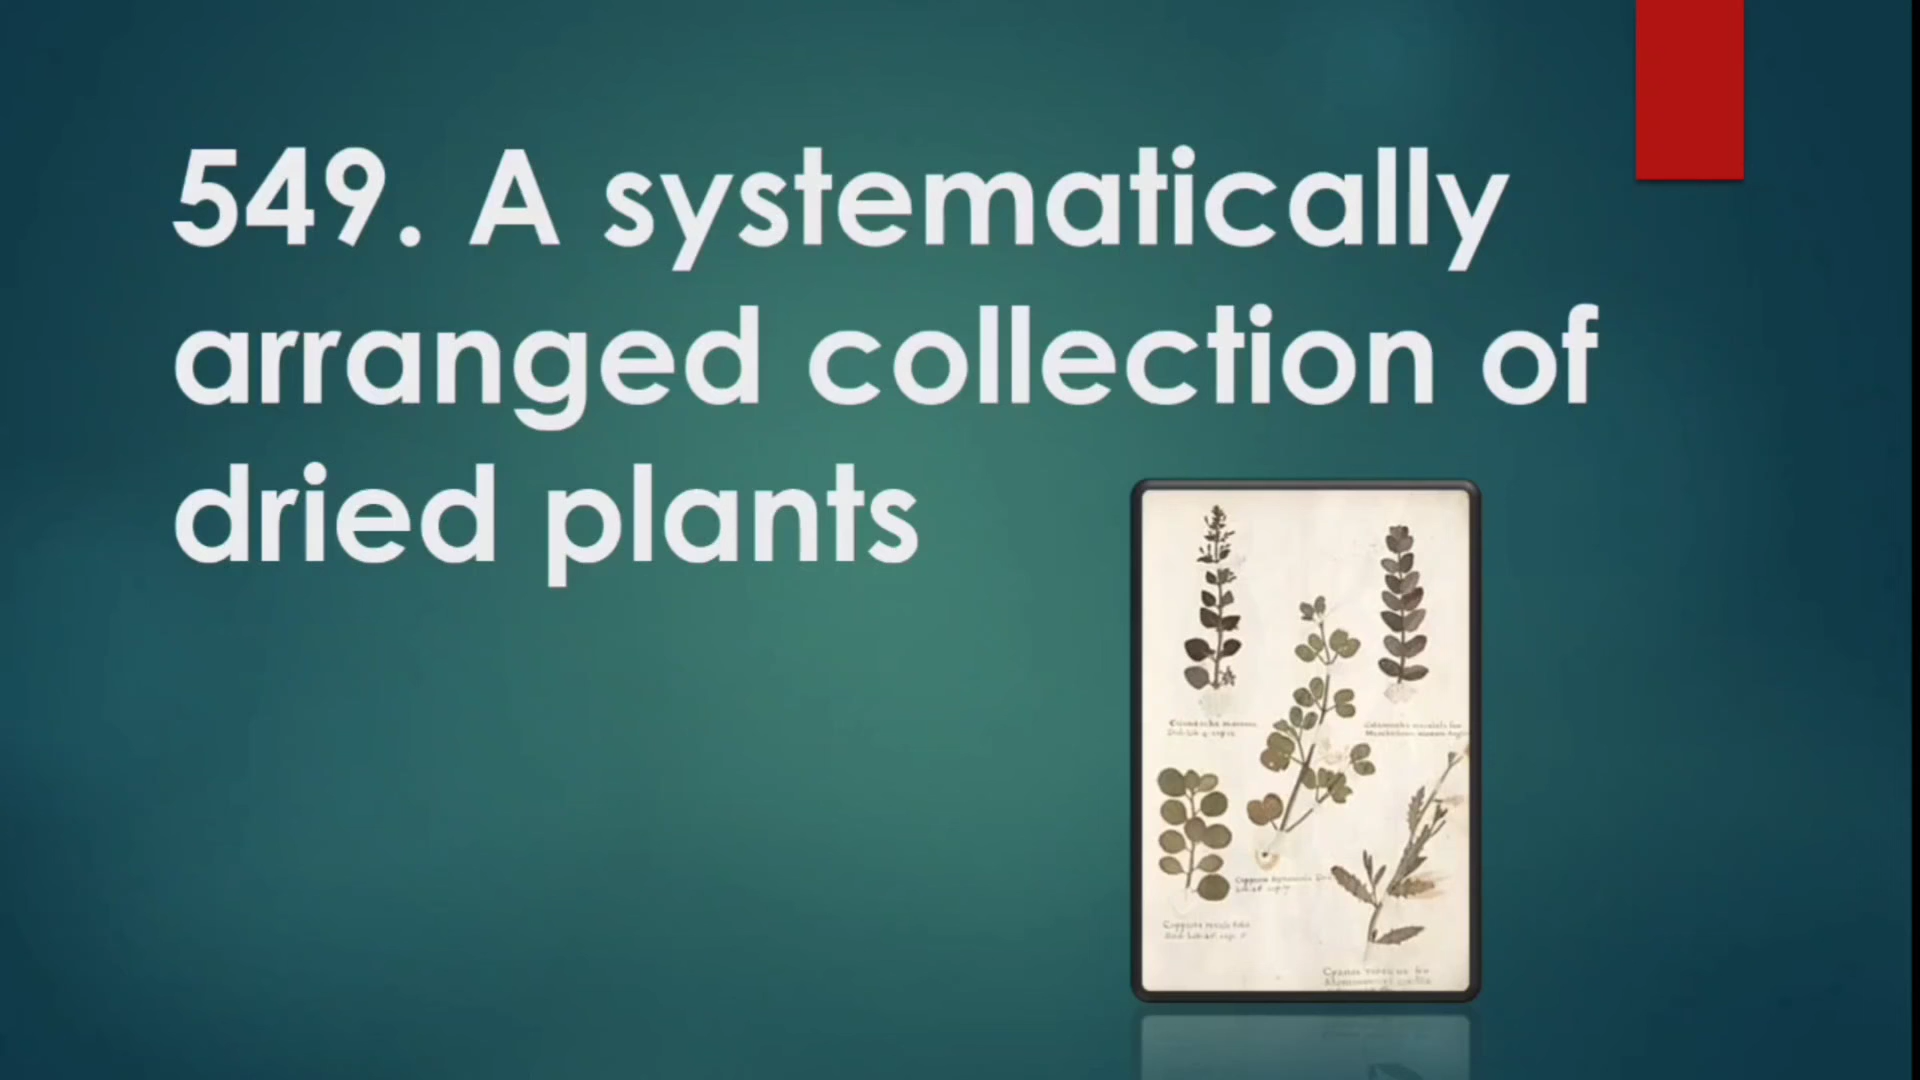 549. A systematically
arranged collection of
dried plants